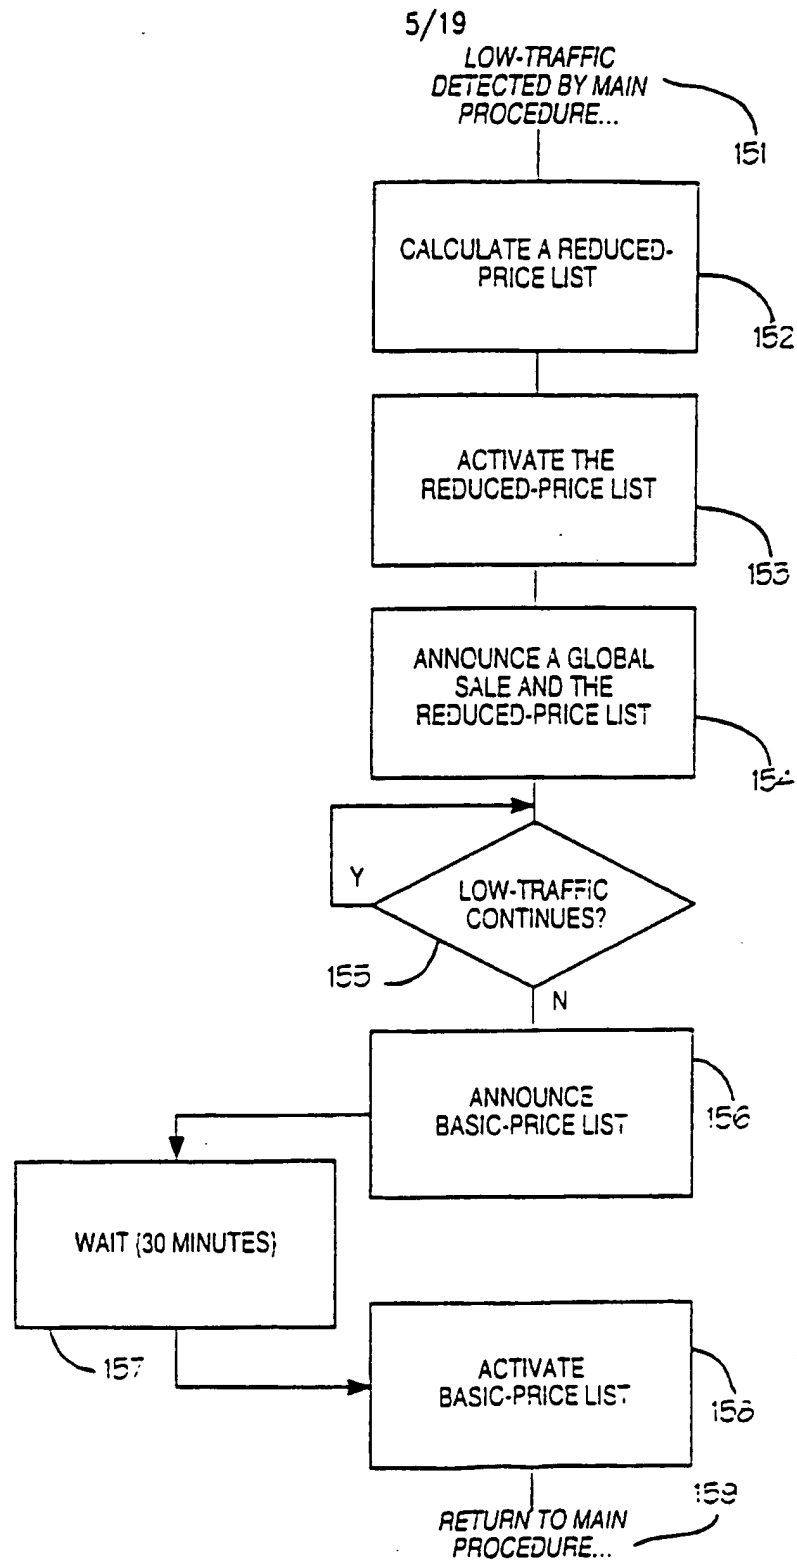 5/19
LOW-TRAFFIC
DETECTED BY MAIN
PROCEDURE...
151
CALCULATE A REDUCED-
PRICE LIST
152
ACTIVATE THE
REDUCED-PRICE LIST
153
ANNOUNCE A GLOBAL
SALE AND THE
REDUCED-PRICE LIST
154
Y
LOW-TRAFFIC
CONTINUES?
155
N
ANNOUNCE
BASIC-PRICE LIST
156
WAIT (30 MINUTES)
157
ACTIVATE
BASIC-PRICE LIST
158
159
RETURN TO MAIN
PROCEDURE...